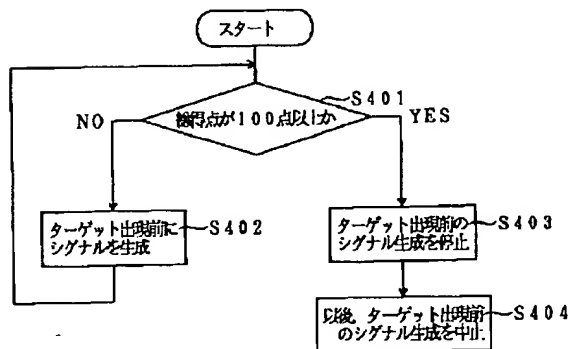 スタート
S401
獲得点が100点以上か
NO
YES
ターゲット出現前に
シグナルを生成
S402
ターゲット出現前の
シグナル生成を停止
S403
以後、ターゲット出現前
のシグナル生成を中止
S404